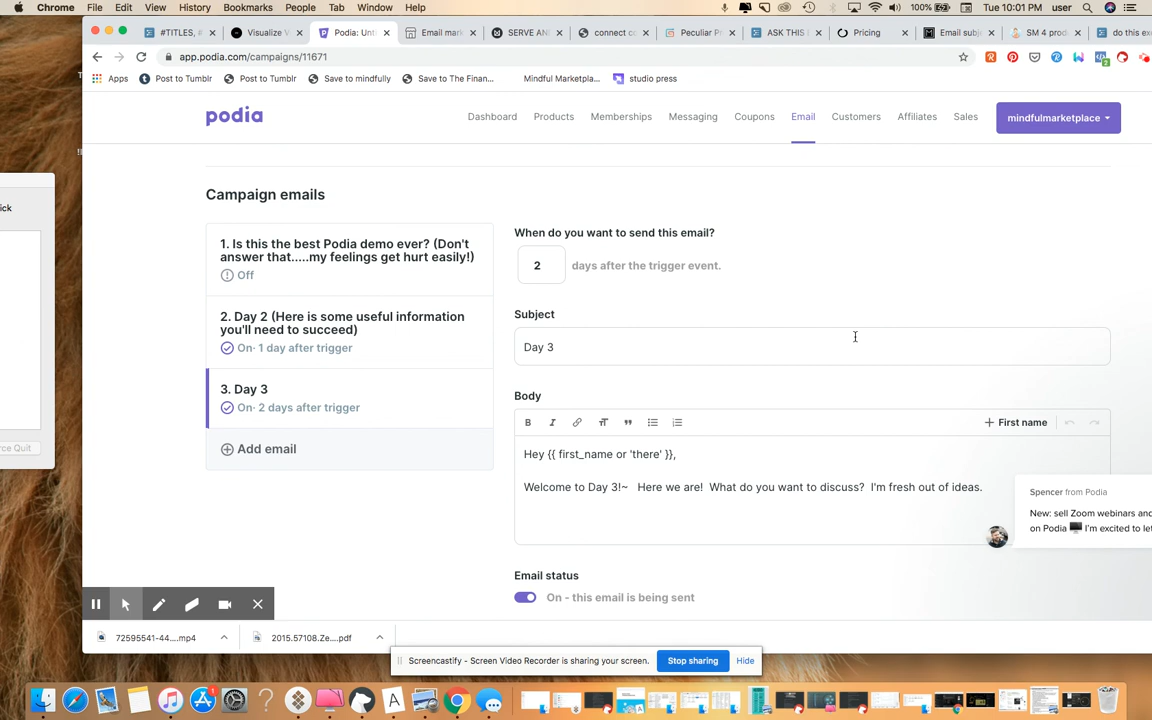 Chrome File Edit View History Bookmarks People Tab Window Help 100% Tue 10:01 PM user
#TITLES, # Visualize V Podia: Unti Email mark SERVE AN connect co Peculiar Pr ASK THIS Pricing Email subj SM 4 prod do this ex
app.podia.com/campaigns/11671
Apps Post to Tumblr Post to Tumblr Save to mindfully Save to The Finan... Mindful Marketpla... studio press
podia Dashboard Products Memberships Messaging Coupons Email Customers Affiliates Sales mindfulmarketplace
ick
Campaign emails
1. Is this the best Podia demo ever? (Don't
answer that.....my feelings get hurt easily!)
Off
2. Day 2 (Here is some useful information
you'll need to succeed)
On· 1 day after trigger
3. Day 3
On· 2 days after trigger
Add email
When do you want to send this email?
2 days after the trigger event.
Subject
Day 3
Body
B I First name
Hey {{ first_name or 'there' }},
Welcome to Day 3!~ Here we are! What do you want to discuss? I'm fresh out of ideas.
Spencer from Podia
New: sell Zoom webinars and
on Podia I'm excited to let
rce Quit
Email status
On - this email is being sent
72595541-44....mp4 2015.57108.Ze....pdf
Screencastify - Screen Video Recorder is sharing your screen. Stop sharing Hide